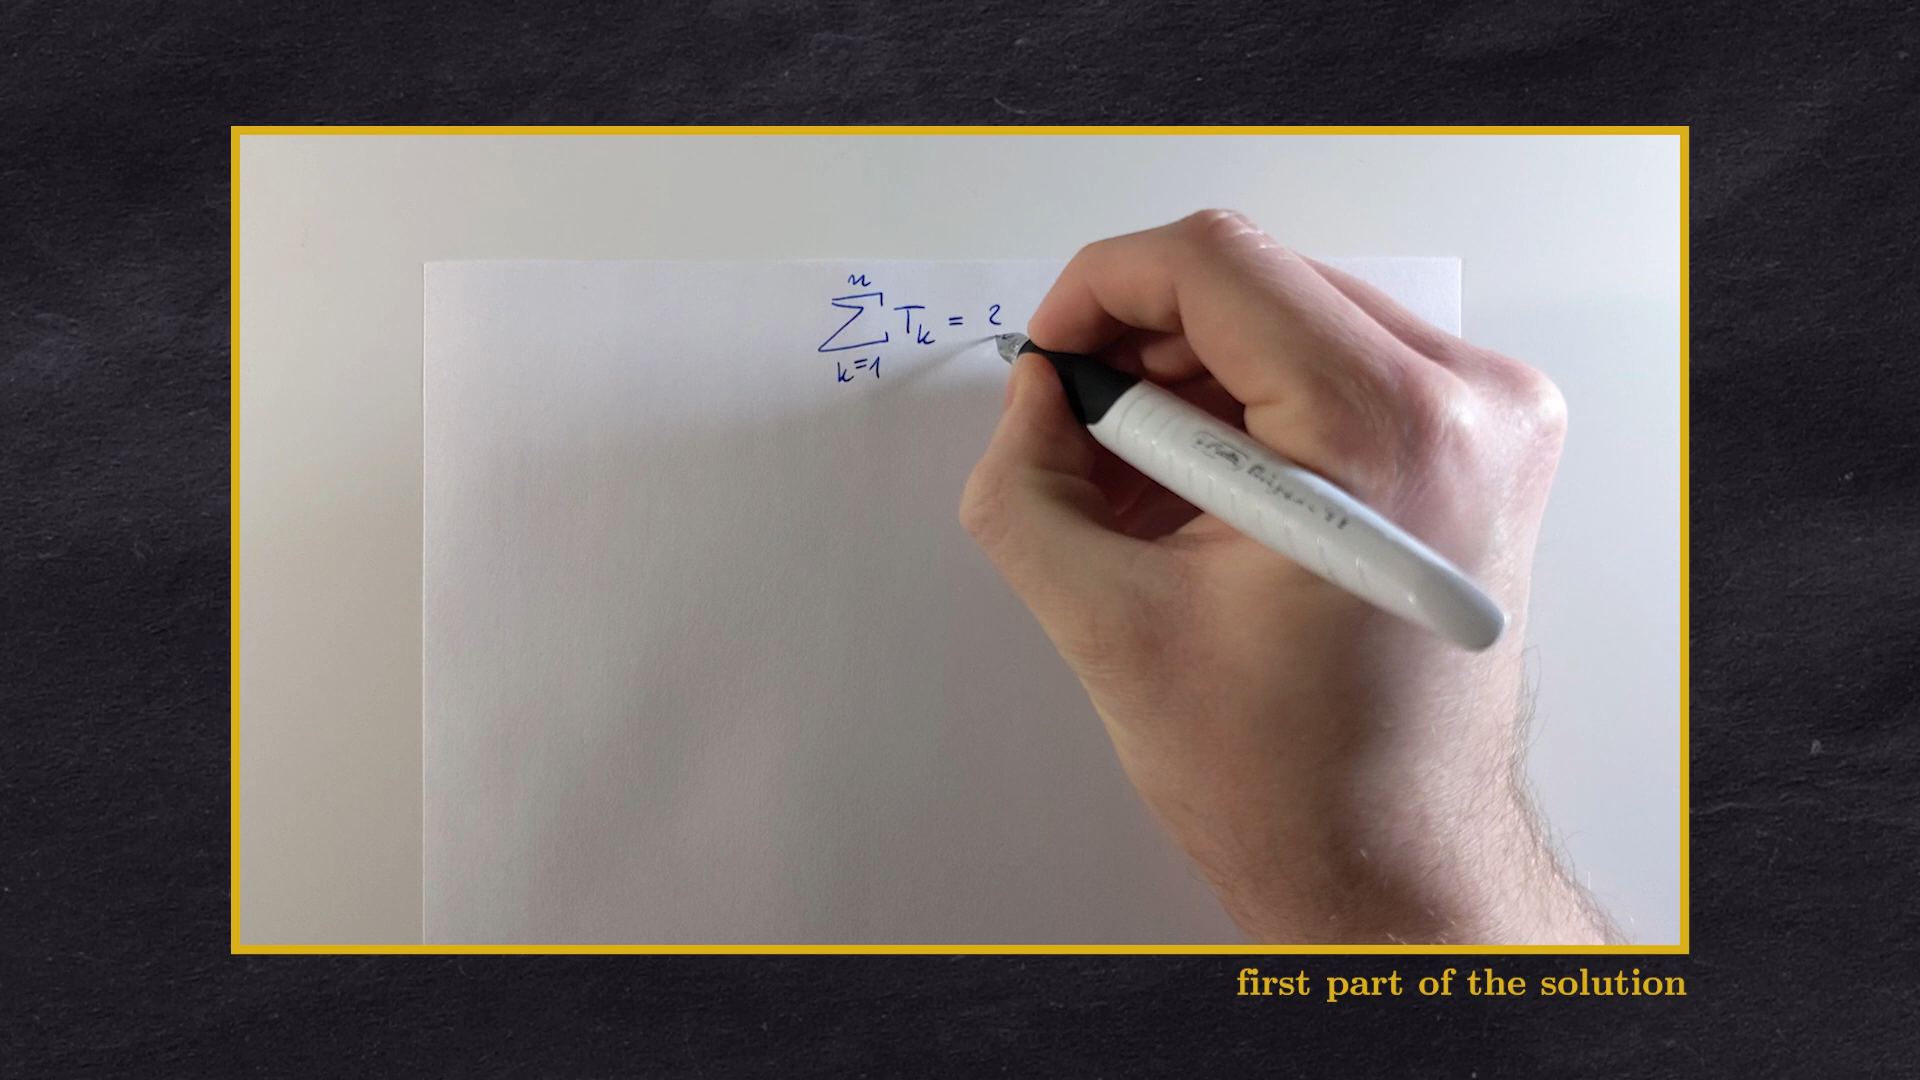 n
∑ T_k = 2
k=1
first part of the solution